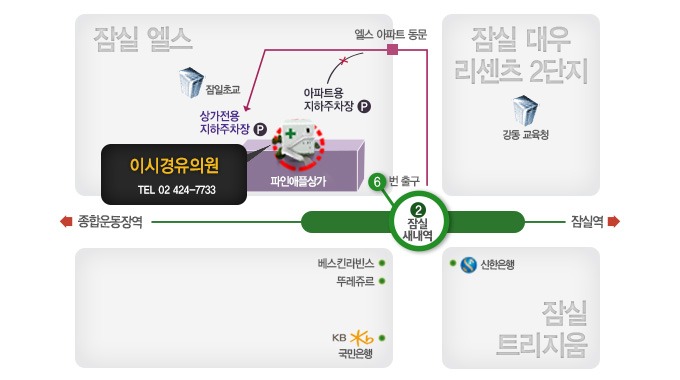 잠실 엘스
엘스 아파트 동문
잠실 대우
리센츠 2단지
잠일초교
아파트용
지하주차장 P
상가전용
지하주차장 P
강동 교육청
이시경유의원
TEL 02 424-7733
파인애플상가
6 번 출구
종합운동장역
2
잠실
새내역
잠실역
베스킨라빈스
뚜레쥬르
신한은행
KB
국민은행
잠실
트리지움